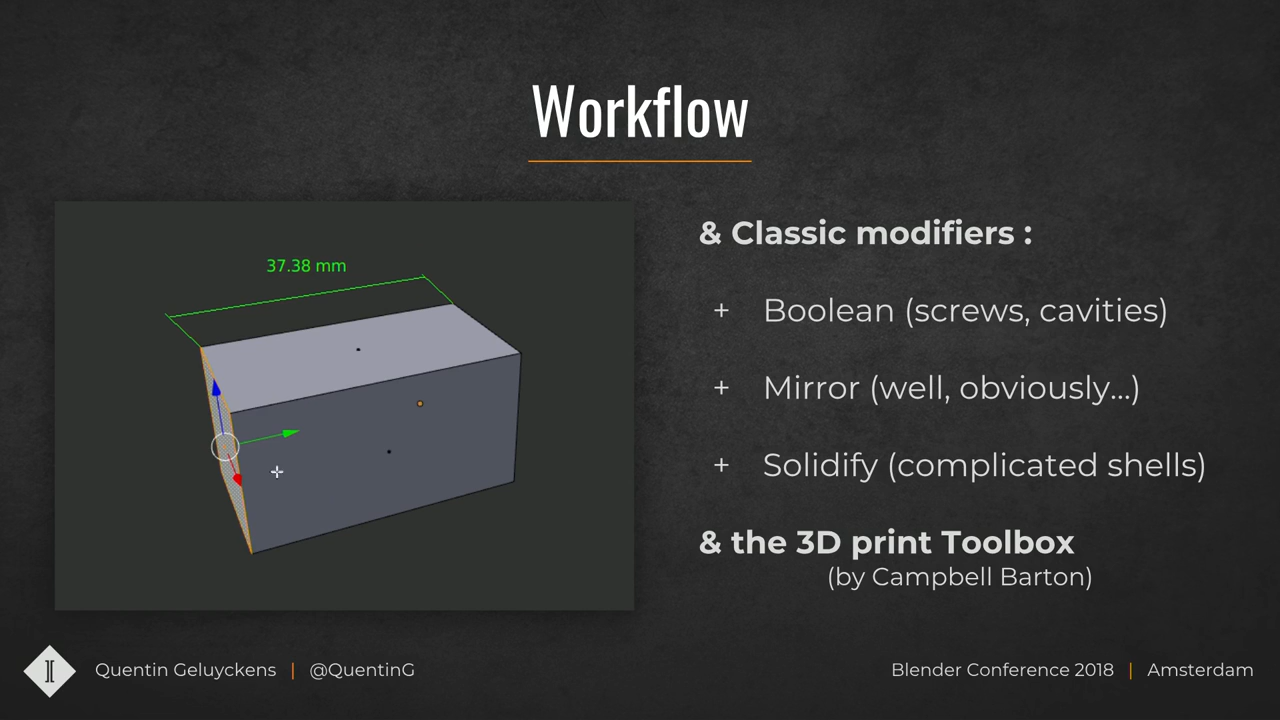 Workflow
37.38 mm
& Classic modifiers :
+ Boolean (screws, cavities)
+ Mirror (well, obviously...)
+ Solidify (complicated shells)
& the 3D print Toolbox
(by Campbell Barton)
Quentin Geluyckens | @QuentinG
Blender Conference 2018 | Amsterdam